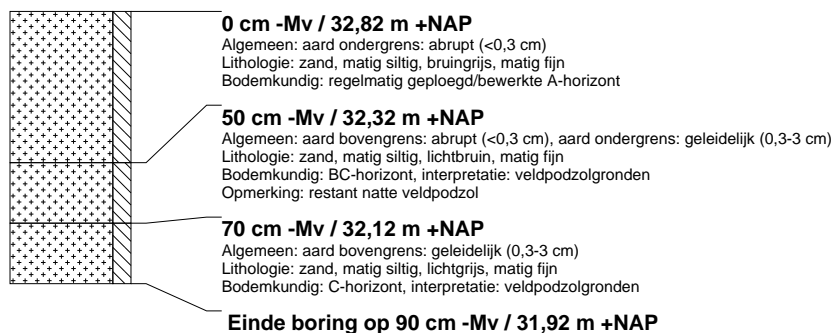 0 cm -Mv / 32,82 m +NAP
Algemeen: aard ondergrens: abrupt (<0,3 cm)
Lithologie: zand, matig siltig, bruingrijs, matig fijn
Bodemkundig: regelmatig geploegd/bewerkte A-horizont
50 cm -Mv / 32,32 m +NAP
Algemeen: aard bovengrens: abrupt (<0,3 cm), aard ondergrens: geleidelijk (0,3-3 cm)
Lithologie: zand, matig siltig, lichtbruin, matig fijn
Bodemkundig: BC-horizont, interpretatie: veldpodzolgronden
Opmerking: restant natte veldpodzol
70 cm -Mv / 32,12 m +NAP
Algemeen: aard bovengrens: geleidelijk (0,3-3 cm)
Lithologie: zand, matig siltig, lichtgrijs, matig fijn
Bodemkundig: C-horizont, interpretatie: veldpodzolgronden
Einde boring op 90 cm -Mv / 31,92 m +NAP